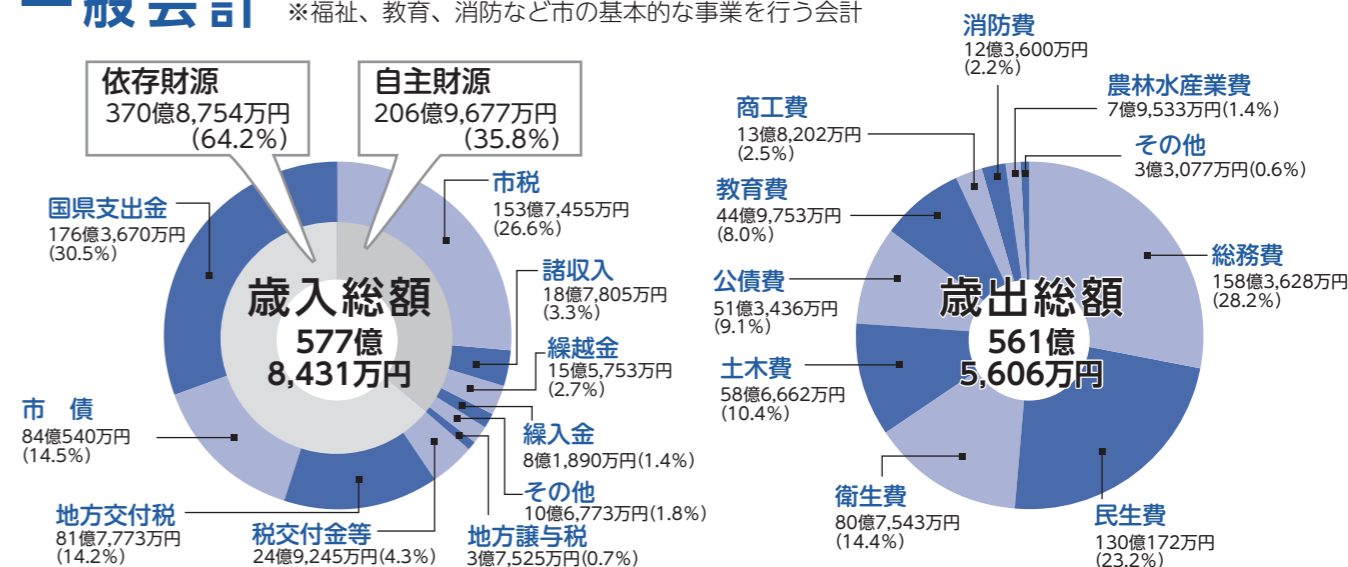 一般会計 ※福祉、教育、消防など市の基本的な事業を行う会計
依存財源
370億8,754万円
(64.2%)
自主財源
206億9,677万円
(35.8%)
市税
153億7,455万円
(26.6%)
諸収入
18億7,805万円
(3.3%)
繰越金
15億5,753万円
(2.7%)
繰入金
8億1,890万円(1.4%)
その他
10億6,773万円(1.8%)
地方譲与税
3億7,525万円(0.7%)
税交付金等
24億9,245万円(4.3%)
地方交付税
81億7,773万円
(14.2%)
市 債
84億540万円
(14.5%)
国県支出金
176億3,670万円
(30.5%)
歳入総額
577億
8,431万円
消防費
12億3,600万円
(2.2%)
農林水産業費
7億9,533万円(1.4%)
その他
3億3,077万円(0.6%)
商工費
13億8,202万円
(2.5%)
教育費
44億9,753万円
(8.0%)
公債費
51億3,436万円
(9.1%)
土木費
58億6,662万円
(10.4%)
衛生費
80億7,543万円
(14.4%)
民生費
130億172万円
(23.2%)
総務費
158億3,628万円
(28.2%)
歳出総額
561億
5,606万円